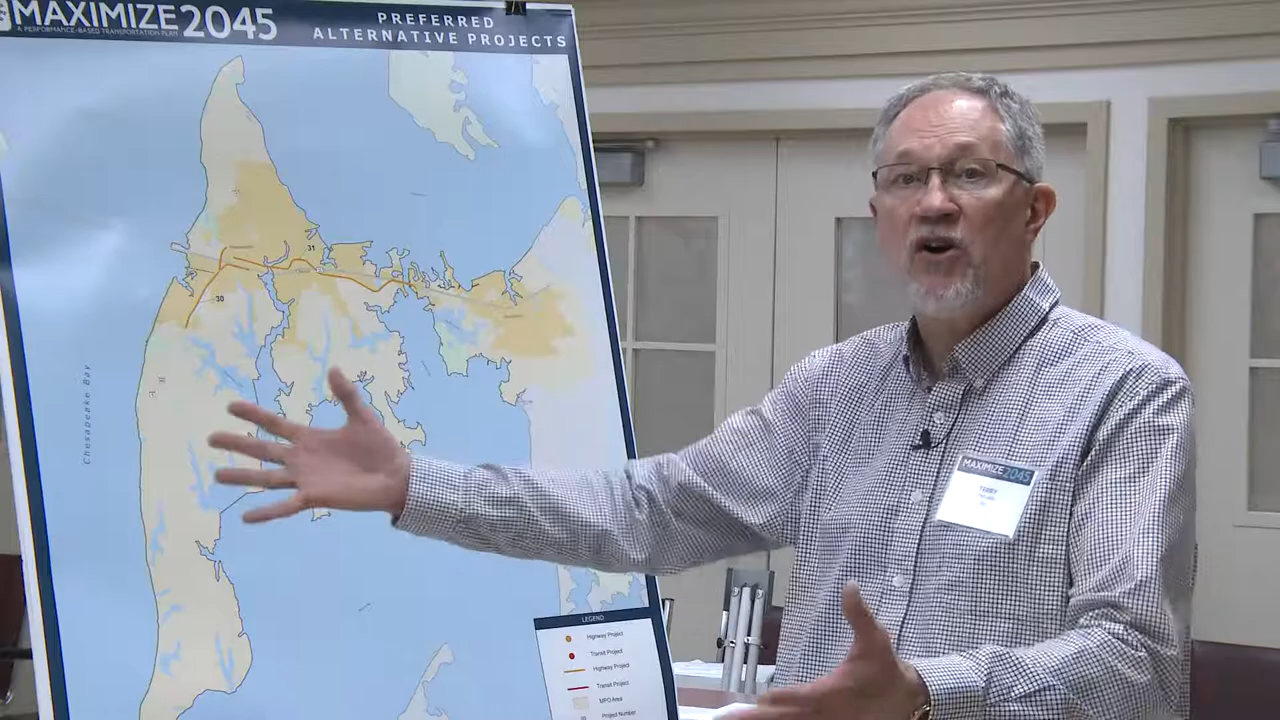 MAXIMIZE2045
A PERFORMANCE-BASED TRANSPORTATION PLAN
PREFERRED
ALTERNATIVE PROJECTS
31
30
Chesapeake Bay
MAXIMIZE2045
TERRY
LEGEND
Highway Project
Transit Project
Highway Project
Transit Project
MPO Area
Project Number